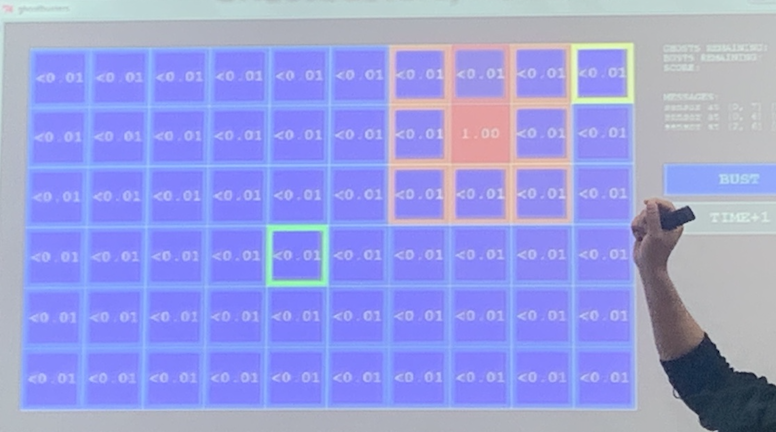 ghostbusters
<0.01 <0.01 <0.01 <0.01 <0.01 <0.01 <0.01 <0.01 <0.01 <0.01
<0.01 <0.01 <0.01 <0.01 <0.01 <0.01 <0.01 1.00 <0.01 <0.01
<0.01 <0.01 <0.01 <0.01 <0.01 <0.01 <0.01 <0.01 <0.01 <0.01
<0.01 <0.01 <0.01 <0.01 <0.01 <0.01 <0.01 <0.01 <0.01 <0.01
<0.01 <0.01 <0.01 <0.01 <0.01 <0.01 <0.01 <0.01 <0.01 <0.01
<0.01 <0.01 <0.01 <0.01 <0.01 <0.01 <0.01 <0.01 <0.01 <0.01
GHOSTS REMAINING:
BUSTS REMAINING:
SCORE:
MESSAGES:
BUST
TIME+1